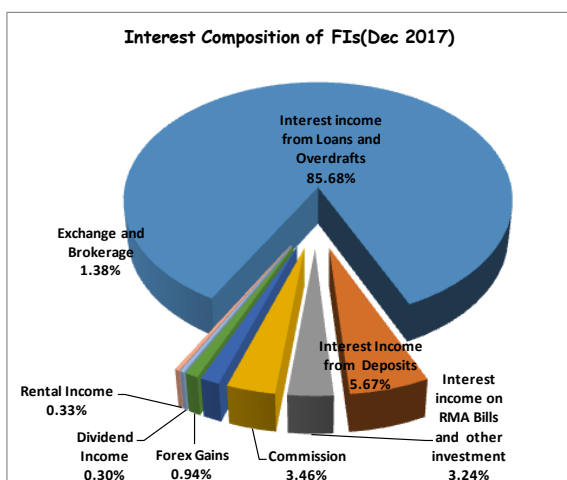 Interest Composition of FIs(Dec 2017)
Interest income
from Loans and
Overdrafts
85.68%
Exchange and
Brokerage
1.38%
Interest Income
from Deposits
5.67%
Interest
income on
RMA Bills
and other
investment
3.24%
Rental Income
0.33%
Dividend
Income
0.30%
Forex Gains
0.94%
Commission
3.46%